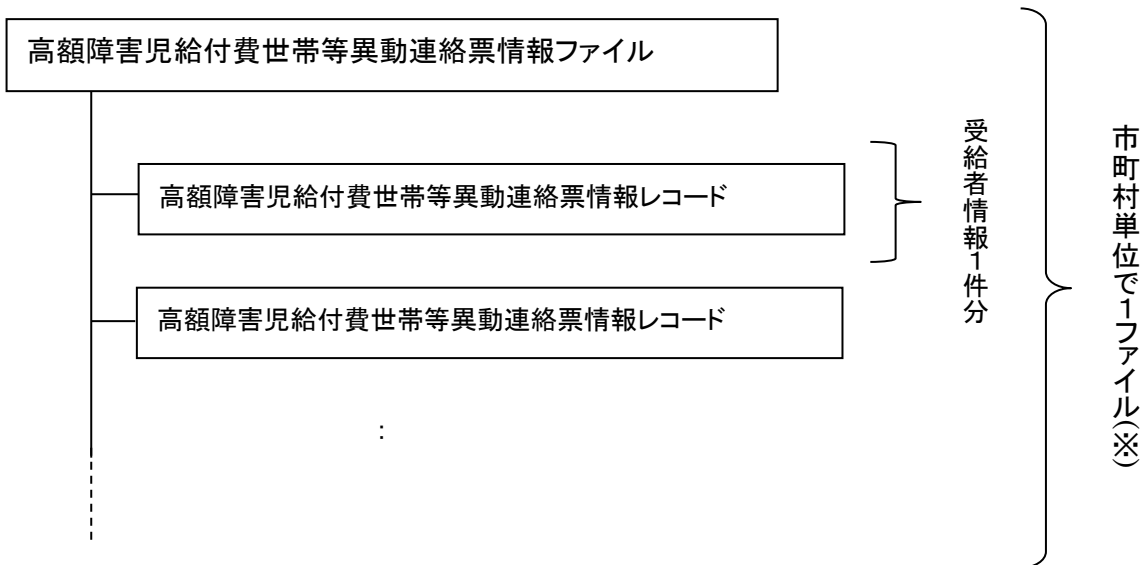 高額障害児給付費世帯等異動連絡票情報ファイル
高額障害児給付費世帯等異動連絡票情報レコード
高額障害児給付費世帯等異動連絡票情報レコード
:
受給者情報1件分
市町村単位で1ファイル(※)